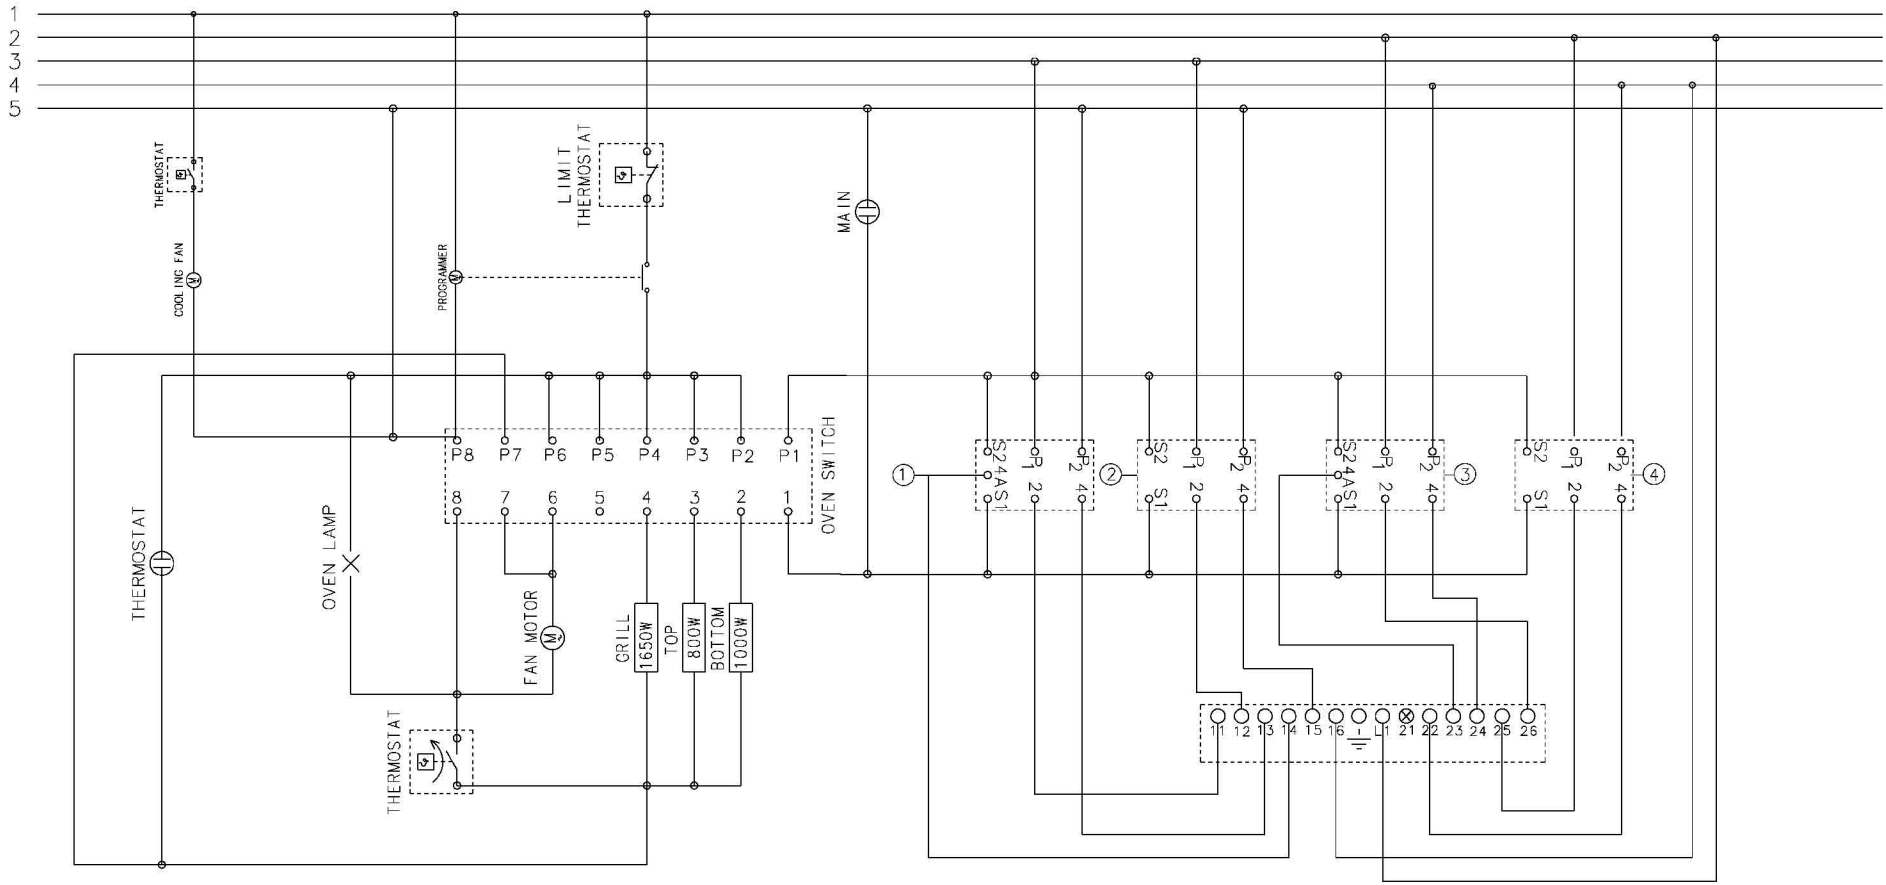 1
2
3
4
5
THERMOSTAT
LIMIT
THERMOSTAT
MAIN
COOLING FAN
M
PROGRAMMER
M
P8 P7 P6 P5 P4 P3 P2 P1
8 7 6 5 4 3 2 1
OVEN SWITCH
1
S2 4A S1
P1 2
P2 4
2
S2 S1
P1 2
P2 4
S2 4A S1
P1 2
P2 4
3
S2 S1
P1 2
P2 4
4
THERMOSTAT
OVEN LAMP
FAN MOTOR
M
GRILL
1650W
TOP
800W
BOTTOM
1000W
THERMOSTAT
11 12 13 14 15 16 L1 21 22 23 24 25 26